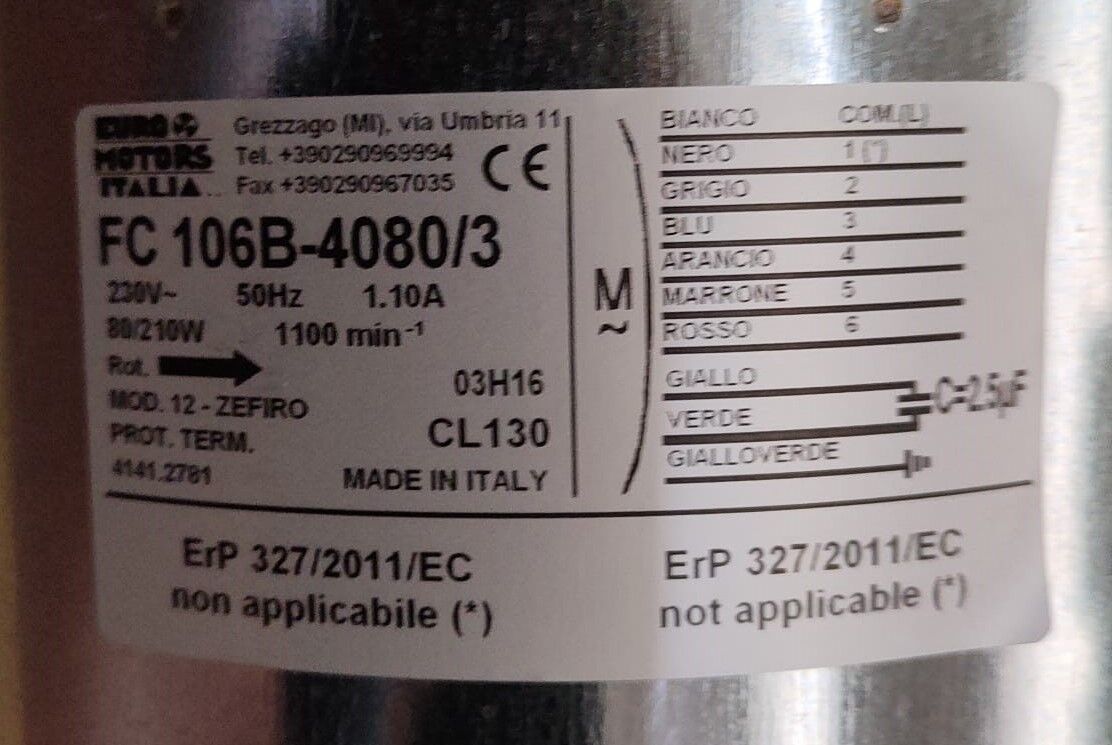 EURO
MOTORS
ITALIA
Grezzago (MI), via Umbria 11
Tel. +390290969994
Fax +390290967035
CE
FC 106B-4080/3
230V~ 50Hz 1.10A
80/210W 1100 min-1
Rot.
03H16
MOD. 12 - ZEFIRO
PROT. TERM.
CL130
4141.2781
MADE IN ITALY
M
~
BIANCO COM.(L)
NERO 1 (*)
GRIGIO 2
BLU 3
ARANCIO 4
MARRONE 5
ROSSO 6
GIALLO
C=2.5µF
VERDE
GIALLOVERDE
ErP 327/2011/EC
non applicabile (*)
ErP 327/2011/EC
not applicable (*)